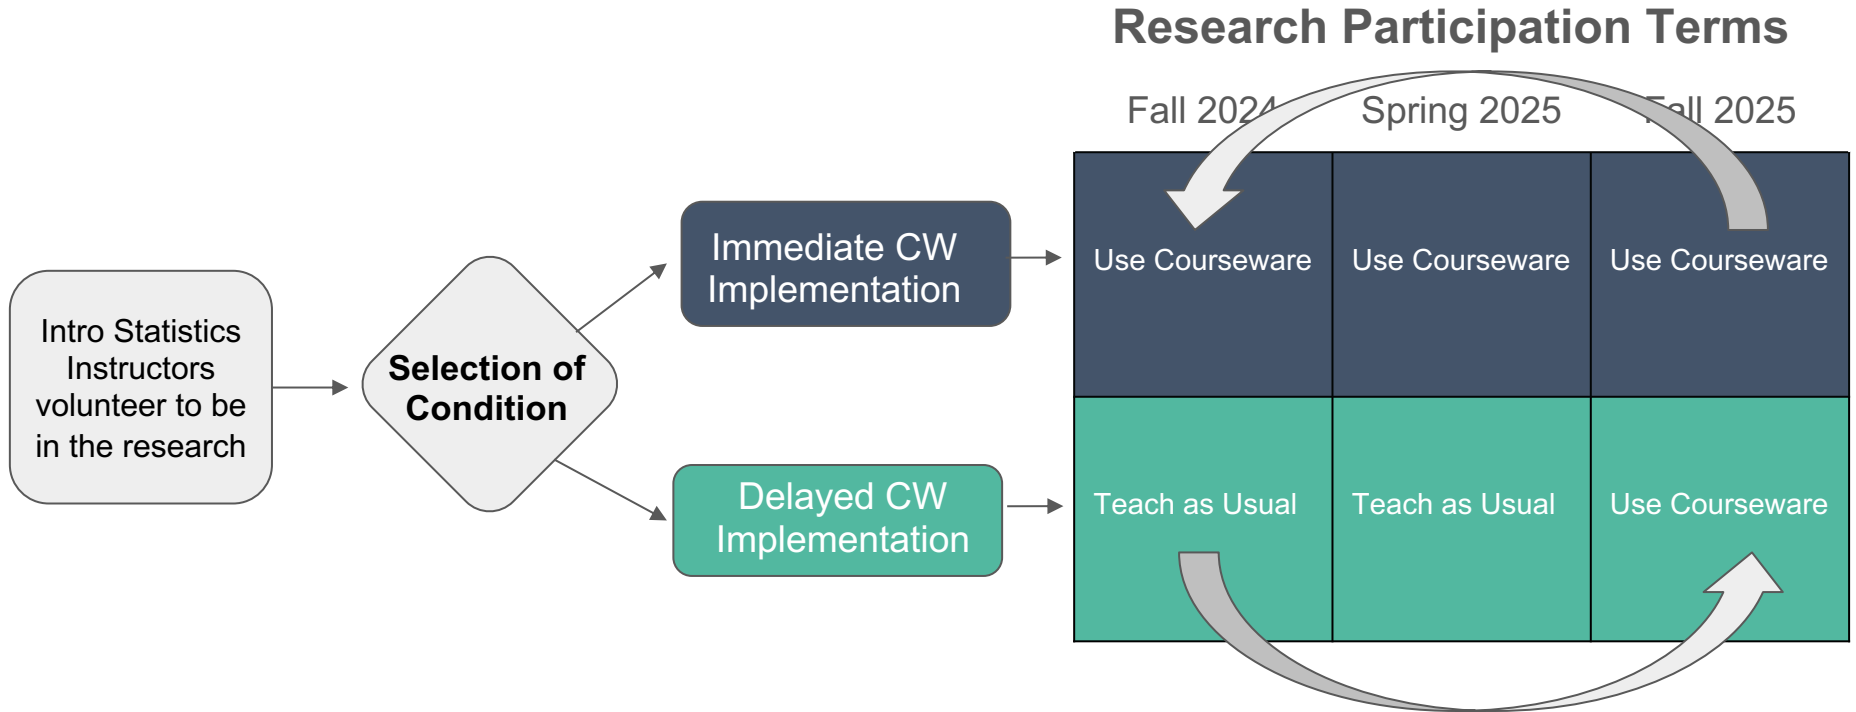 Research Participation Terms
Fall 2024 Spring 2025 Fall 2025
Intro Statistics
Instructors
volunteer to be
in the research
Selection of
Condition
Immediate CW
Implementation
Use Courseware Use Courseware Use Courseware
Delayed CW
Implementation
Teach as Usual Teach as Usual Use Courseware